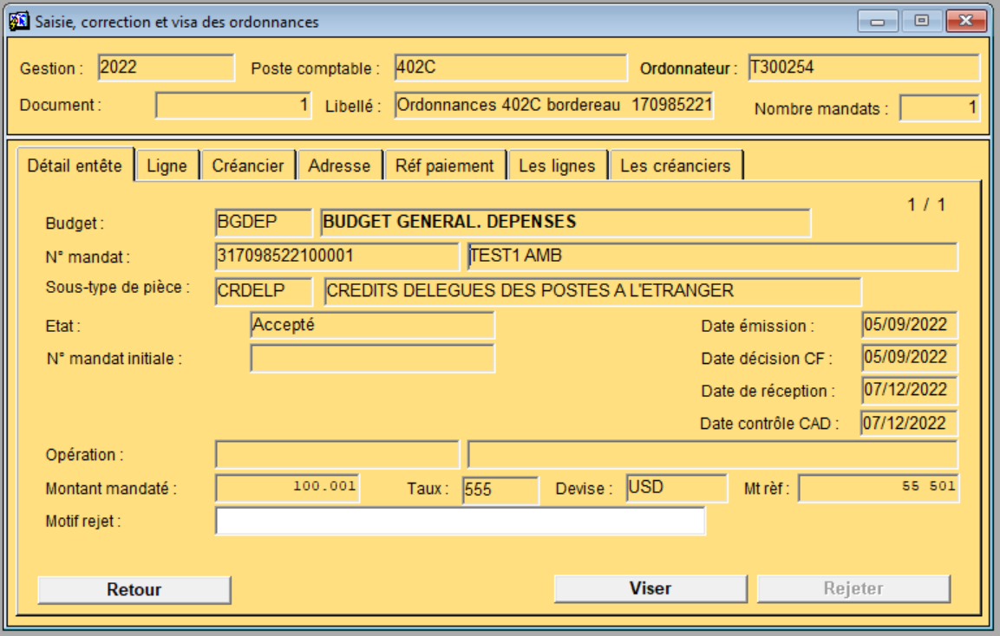 Saisie, correction et visa des ordonnances
Gestion : 2022 Poste comptable : 402C Ordonnateur : T300254
Document : 1 Libellé : Ordonnances 402C bordereau 170985221 Nombre mandats : 1
Détail entête Ligne Créancier Adresse Réf paiement Les lignes Les créanciers
1 / 1
Budget : BGDEP BUDGET GENERAL. DEPENSES
N° mandat : 317098522100001 TEST1 AMB
Sous-type de pièce : CRDELP CREDITS DELEGUES DES POSTES A L'ETRANGER
Etat : Accepté Date émission : 05/09/2022
N° mandat initiale : Date décision CF : 05/09/2022
Date de réception : 07/12/2022
Date contrôle CAD : 07/12/2022
Opération :
Montant mandaté : 100.001 Taux : 555 Devise : USD Mt rèf : 55 501
Motif rejet :
Retour Viser Rejeter